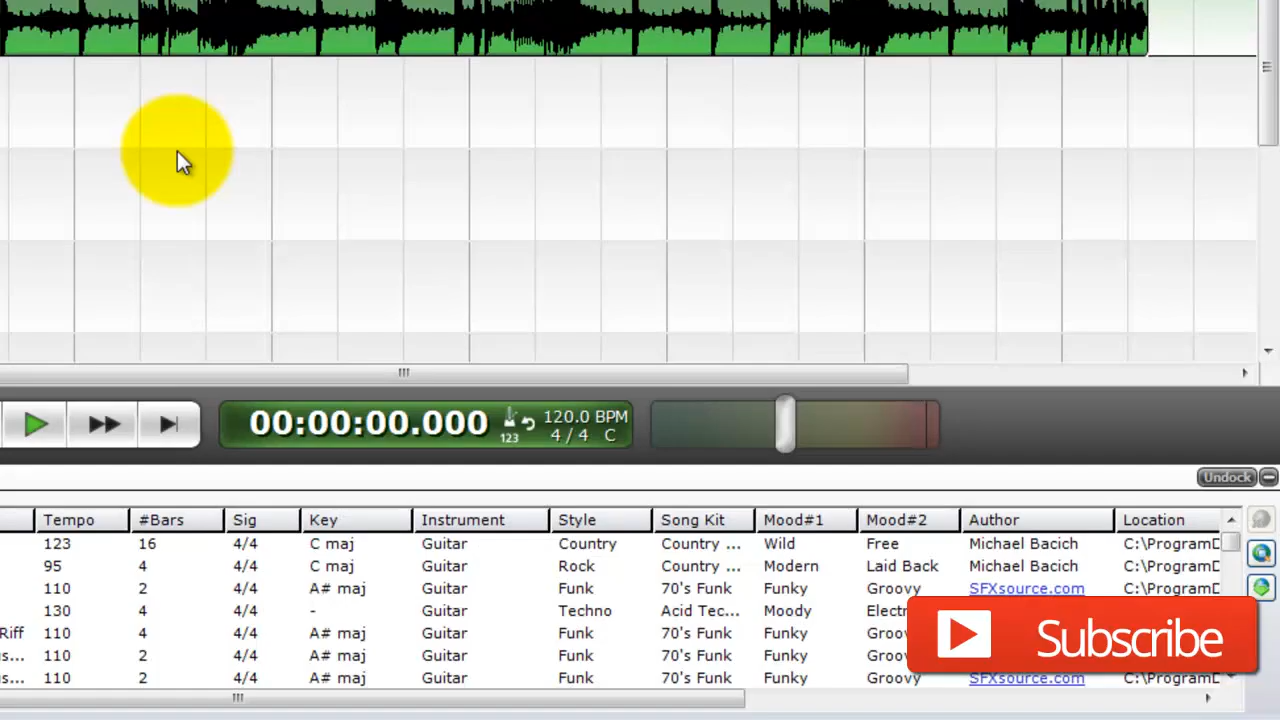 00:00:00.000 123 120.0 BPM
4 / 4 C
Undock
Tempo #Bars Sig Key Instrument Style Song Kit Mood#1 Mood#2 Author Location
123 16 4/4 C maj Guitar Country Country ... Wild Free Michael Bacich C:\ProgramD
95 4 4/4 C maj Guitar Rock Country ... Modern Laid Back Michael Bacich C:\ProgramD
110 2 4/4 A# maj Guitar Funk 70's Funk Funky Groovy SFXsource.com C:\ProgramD
130 4 4/4 - Guitar Techno Acid Tec... Moody Electr
Riff 110 4 4/4 A# maj Guitar Funk 70's Funk Funky Groov
s... 110 2 4/4 A# maj Guitar Funk 70's Funk Funky Groov
s... 110 2 4/4 A# maj Guitar Funk 70's Funk Funky Groovy SFXsource.com C:\ProgramD
Subscribe